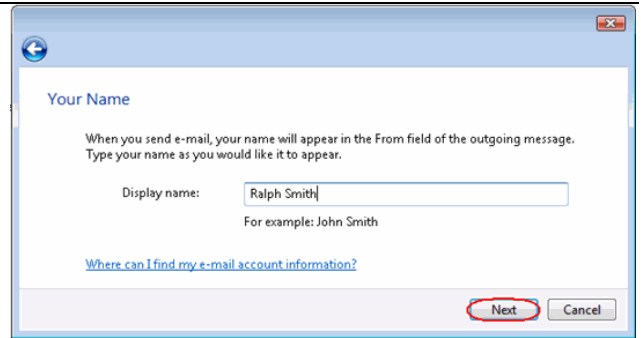 Your Name
When you send e-mail, your name will appear in the From field of the outgoing message.
Type your name as you would like it to appear.
Display name: Ralph Smith
For example: John Smith
Where can I find my e-mail account information?
Next Cancel